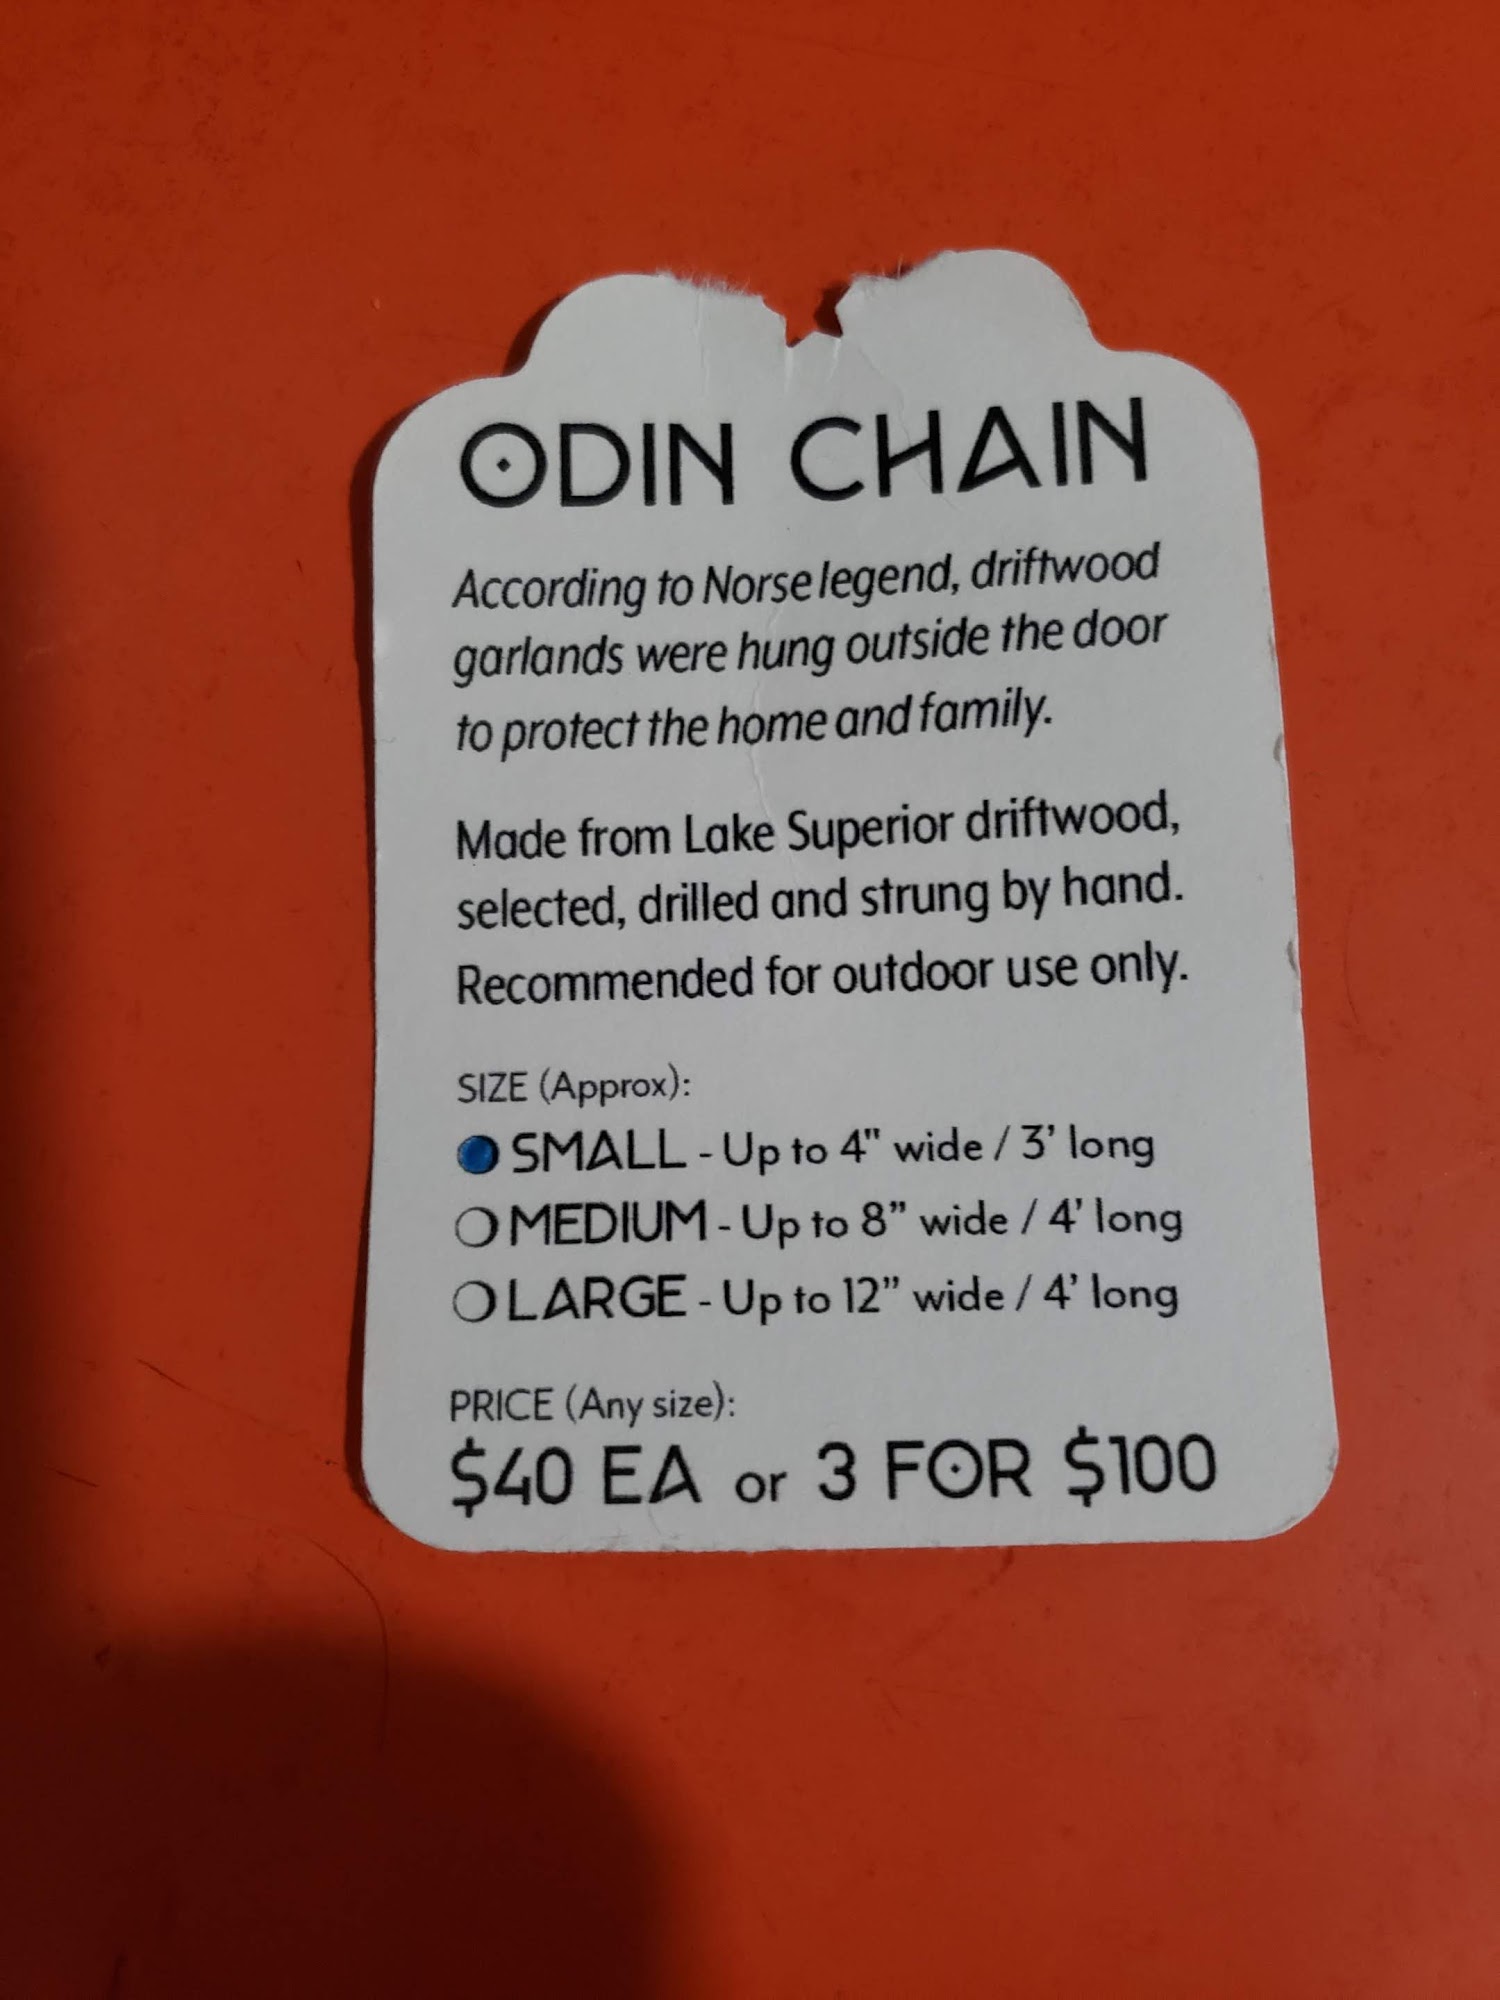 ODIN CHAIN
According to Norse legend, driftwood
garlands were hung outside the door
to protect the home and family.
Made from Lake Superior driftwood,
selected, drilled and strung by hand.
Recommended for outdoor use only.
SIZE (Approx):
SMALL - Up to 4" wide / 3' long
MEDIUM - Up to 8” wide / 4' long
LARGE - Up to 12” wide / 4' long
PRICE (Any size):
$40 EA or 3 FOR $100